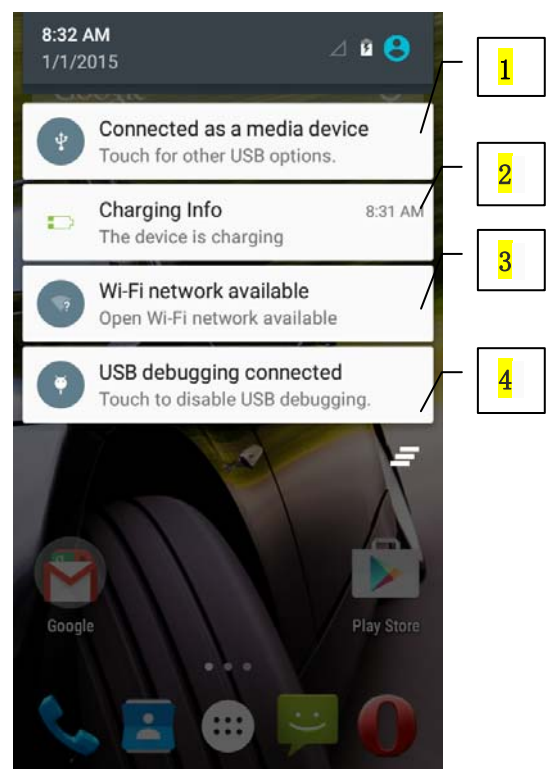 8:32 AM
1/1/2015
Google
Connected as a media device
Touch for other USB options.
1
Charging Info 8:31 AM
The device is charging
2
Wi-Fi network available
Open Wi-Fi network available
3
USB debugging connected
Touch to disable USB debugging.
4
Google Play Store